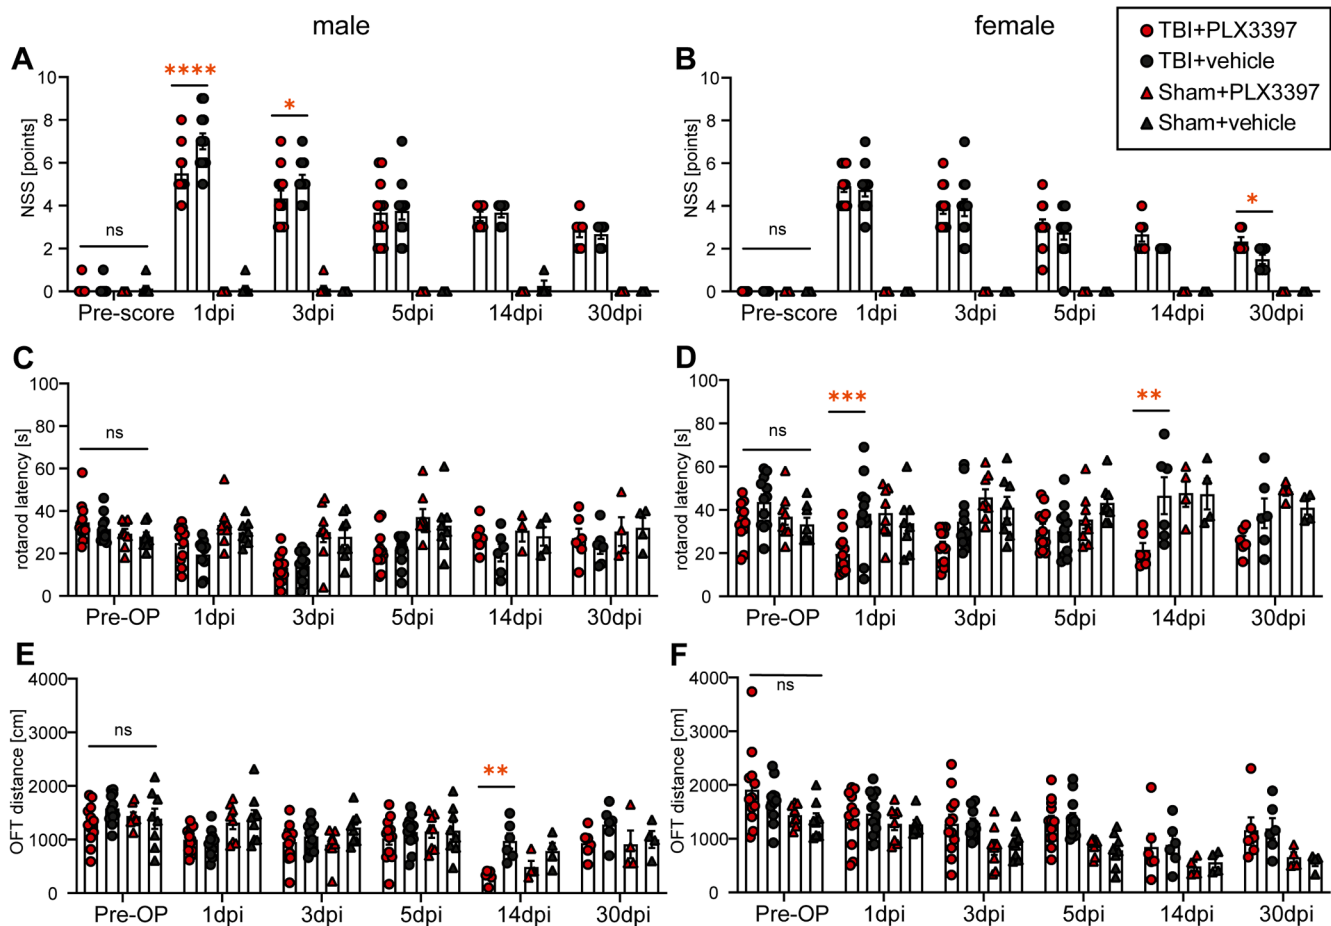 male
female
TBI+PLX3397
TBI+vehicle
Sham+PLX3397
Sham+vehicle
A
****
*
ns
NSS [points]
10
8
6
4
2
0
Pre-score 1dpi 3dpi 5dpi 14dpi 30dpi
B
*
NSS [points]
10
8
6
4
2
0
ns
Pre-score 1dpi 3dpi 5dpi 14dpi 30dpi
C
rotarod latency [s]
100
80
60
40
20
0
ns
Pre-OP 1dpi 3dpi 5dpi 14dpi 30dpi
D
rotarod latency [s]
100
80
60
40
20
0
ns
***
**
Pre-OP 1dpi 3dpi 5dpi 14dpi 30dpi
E
OFT distance [cm]
4000
3000
2000
1000
0
ns
**
Pre-OP 1dpi 3dpi 5dpi 14dpi 30dpi
F
OFT distance [cm]
4000
3000
2000
1000
0
ns
Pre-OP 1dpi 3dpi 5dpi 14dpi 30dpi